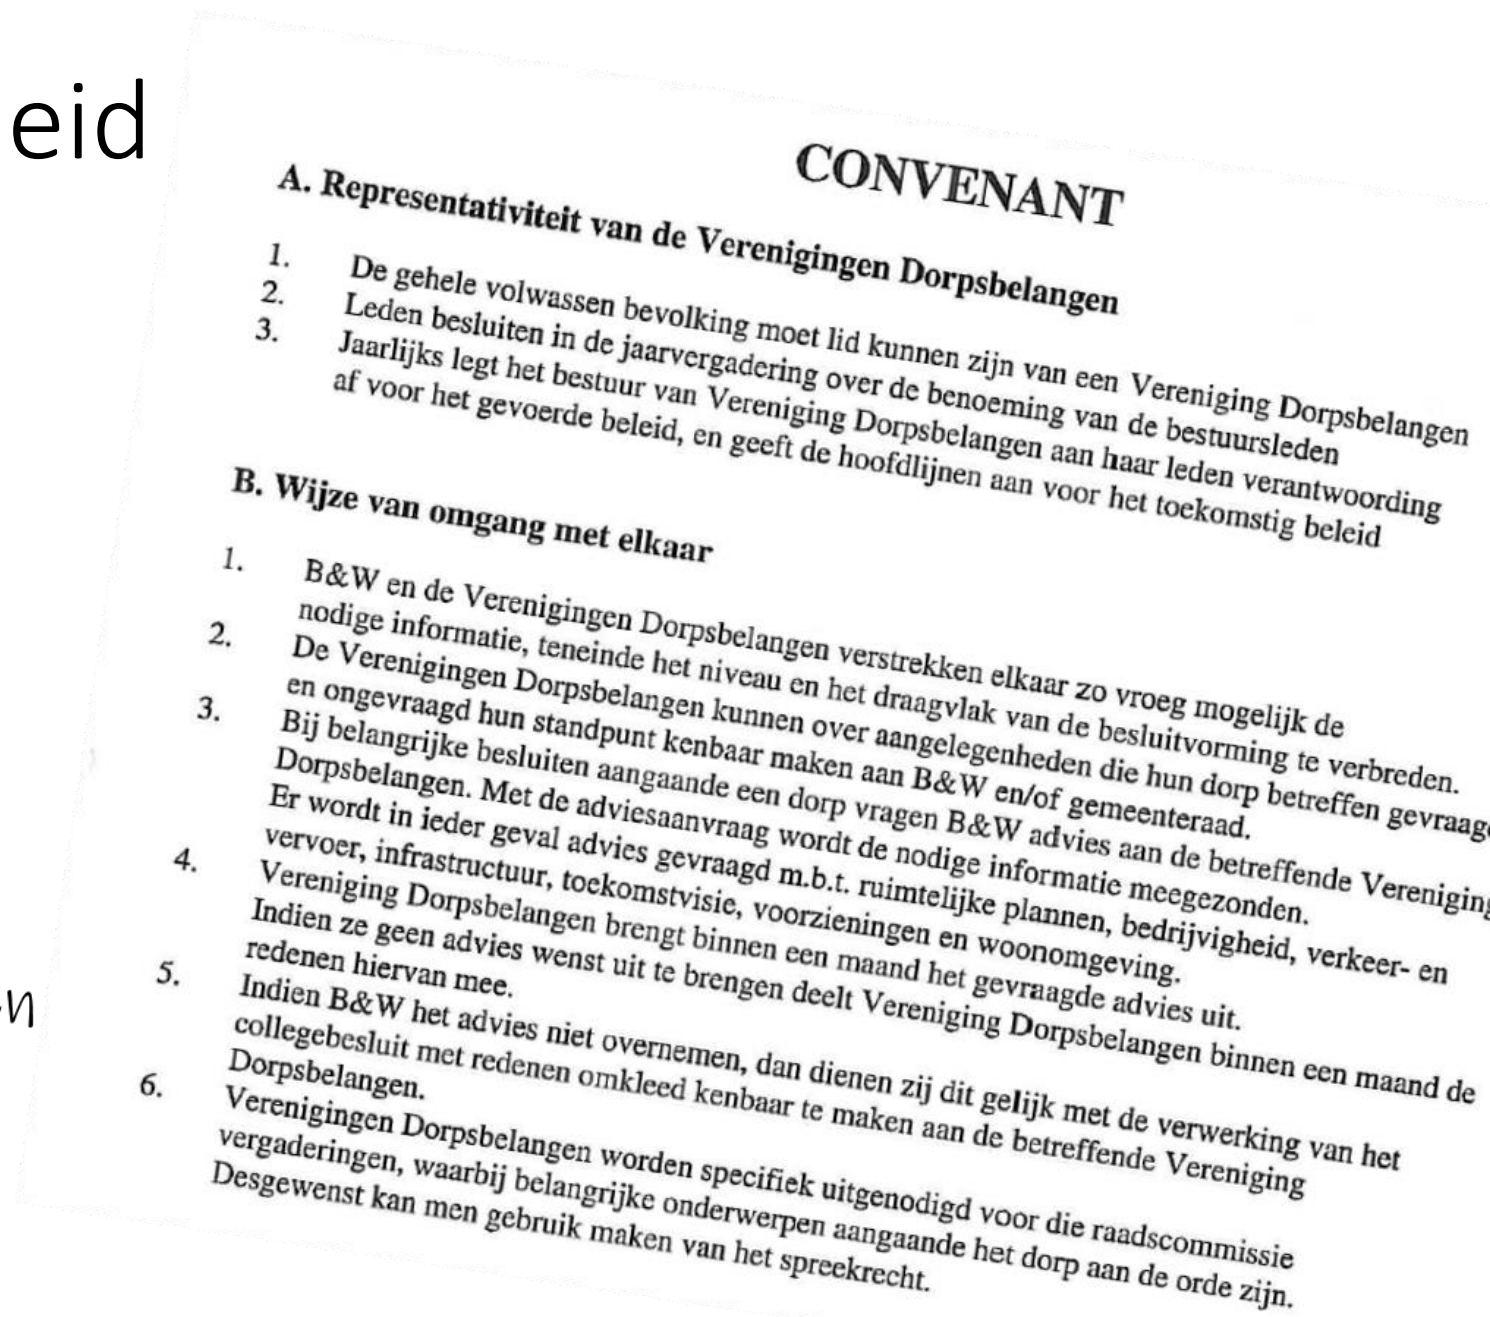 eid
CONVENANT
A. Representativiteit van de Verenigingen Dorpsbelangen
1. De gehele volwassen bevolking moet lid kunnen zijn van een Vereniging Dorpsbelangen
2. Leden besluiten in de jaarvergadering over de benoeming van de bestuursleden
3. Jaarlijks legt het bestuur van Vereniging Dorpsbelangen aan haar leden verantwoording
af voor het gevoerde beleid, en geeft de hoofdlijnen aan voor het toekomstig beleid
B. Wijze van omgang met elkaar
1. B&W en de Verenigingen Dorpsbelangen verstrekken elkaar zo vroeg mogelijk de
nodige informatie, teneinde het niveau en het draagvlak van de besluitvorming te verbreden.
2. De Verenigingen Dorpsbelangen kunnen over aangelegenheden die hun dorp betreffen
en ongevraagd hun standpunt kenbaar maken aan B&W en/of gemeenteraad.
3. Bij belangrijke besluiten aangaande een dorp vragen B&W advies aan de betreffende Vereniging
Dorpsbelangen. Met de adviesaanvraag wordt de nodige informatie meegezonden.
Er wordt in ieder geval advies gevraagd m.b.t. ruimtelijke plannen, bedrijvigheid, verkeer- en
vervoer, infrastructuur, toekomstvisie, voorzieningen en woonomgeving.
4. Vereniging Dorpsbelangen brengt binnen een maand het gevraagde advies uit.
Indien ze geen advies wenst uit te brengen deelt Vereniging Dorpsbelangen binnen een maand de
redenen hiervan mee.
5. Indien B&W het advies niet overnemen, dan dienen zij dit gelijk met de verwerking van het
collegebesluit met redenen omkleed kenbaar te maken aan de betreffende Vereniging
Dorpsbelangen.
n
6. Verenigingen Dorpsbelangen worden specifiek uitgenodigd voor die raadscommissie
vergaderingen, waarbij belangrijke onderwerpen aangaande het dorp aan de orde zijn.
Desgewenst kan men gebruik maken van het spreekrecht.